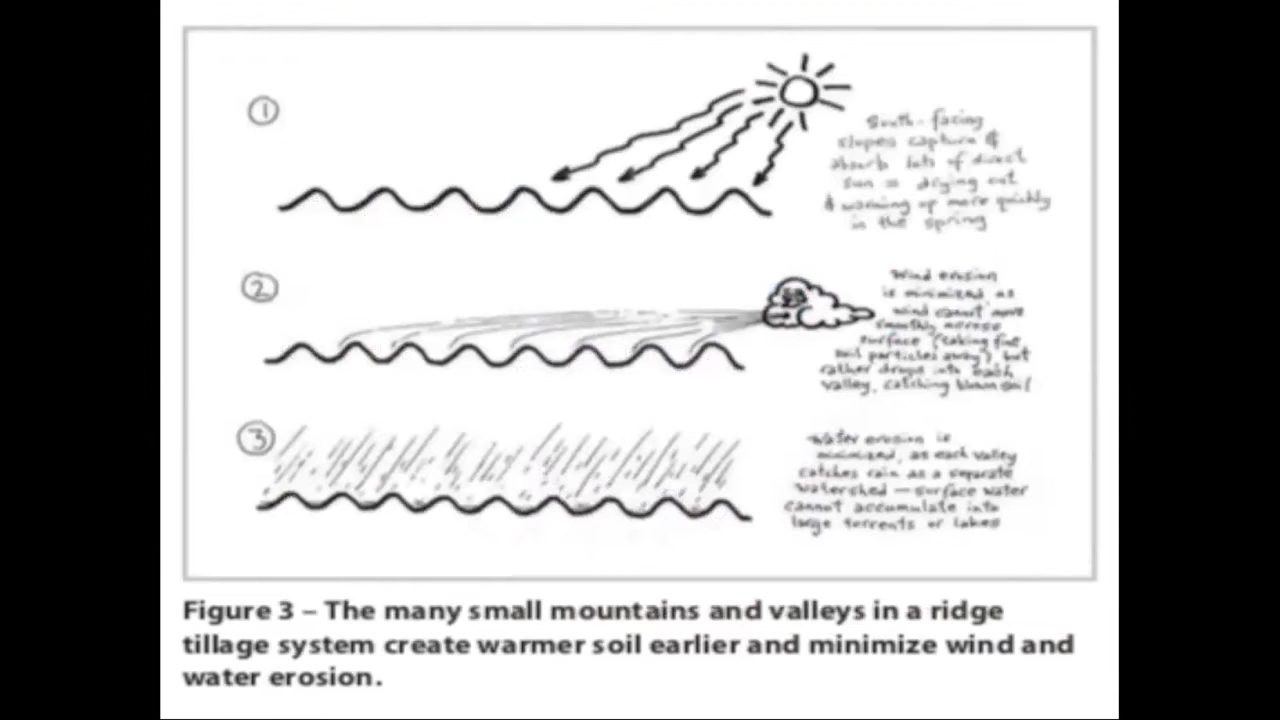 1
South-facing
slopes capture &
absorb lots of direct
sun = drying out
& warming up more quickly
in the spring
2
Wind erosion
is minimized as
wind cannot move
smoothly across
surface (taking fine
soil particles away) but
rather drops into each
valley, catching blown soil
3
Water erosion is
minimized, as each valley
catches rain as a separate
watershed — surface water
cannot accumulate into
large torrents or lakes
Figure 3 – The many small mountains and valleys in a ridge
tillage system create warmer soil earlier and minimize wind and
water erosion.